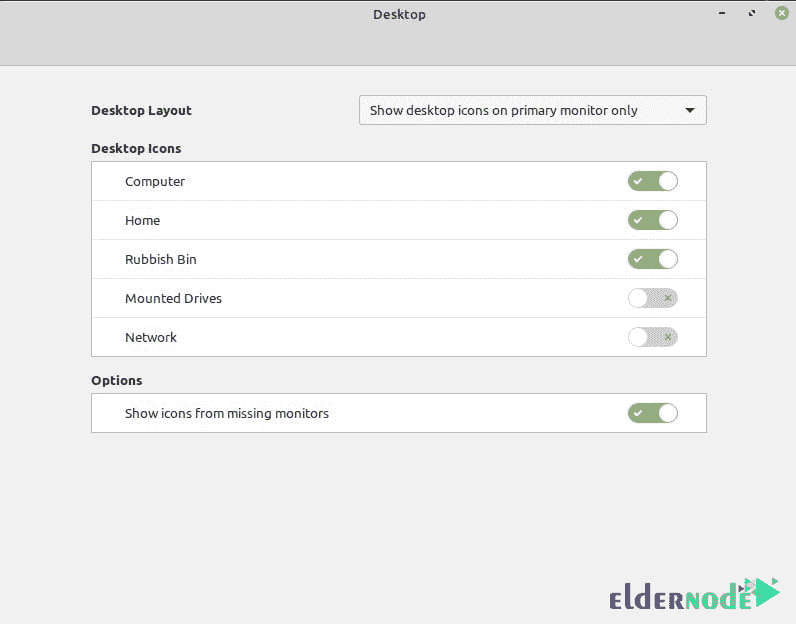 Desktop
Desktop Layout
Show desktop icons on primary monitor only
Desktop Icons
Computer
Home
Rubbish Bin
Mounted Drives
Network
Options
Show icons from missing monitors
elderNODE